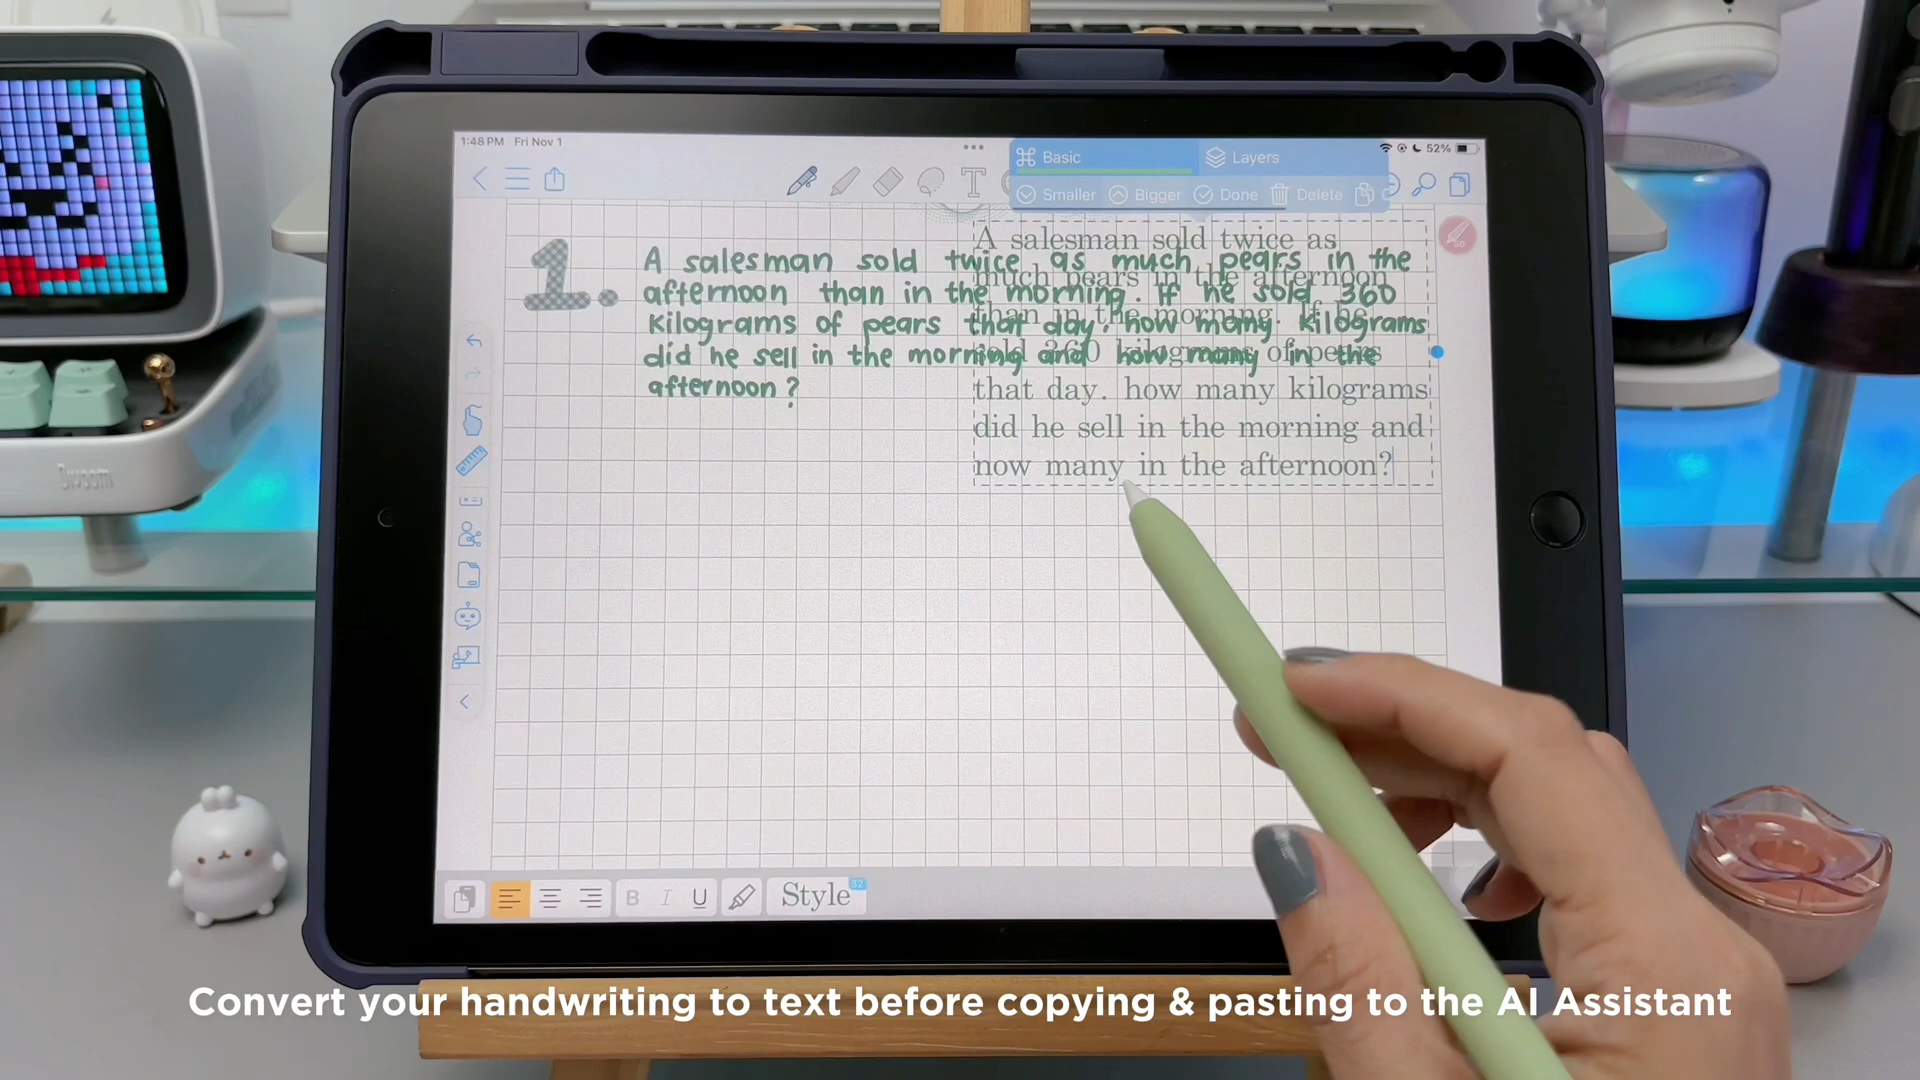 1:48 PM Fri Nov 1
52%
Basic
Layers
Smaller
Bigger
Done
Delete
50
1.
A salesman sold twice as much pears in the
afternoon than in the morning. If he sold 360
kilograms of pears that day, how many kilograms
did he sell in the morning and how many in the
afternoon?
A salesman sold twice as
much pears in the afternoon
than in the morning. If he
sold 360 kilograms of pears
that day. how many kilograms
did he sell in the morning and
now many in the afternoon?
B I U
Style
12
Divoom
Convert your handwriting to text before copying & pasting to the AI Assistant